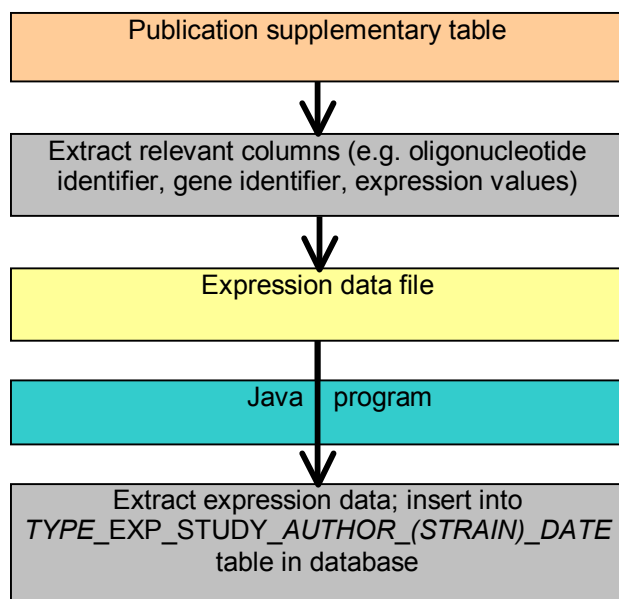 Publication supplementary table
Extract relevant columns (e.g. oligonucleotide
identifier, gene identifier, expression values)
Expression data file
Java program
Extract expression data; insert into
TYPE_EXP_STUDY_AUTHOR_(STRAIN)_DATE
table in database